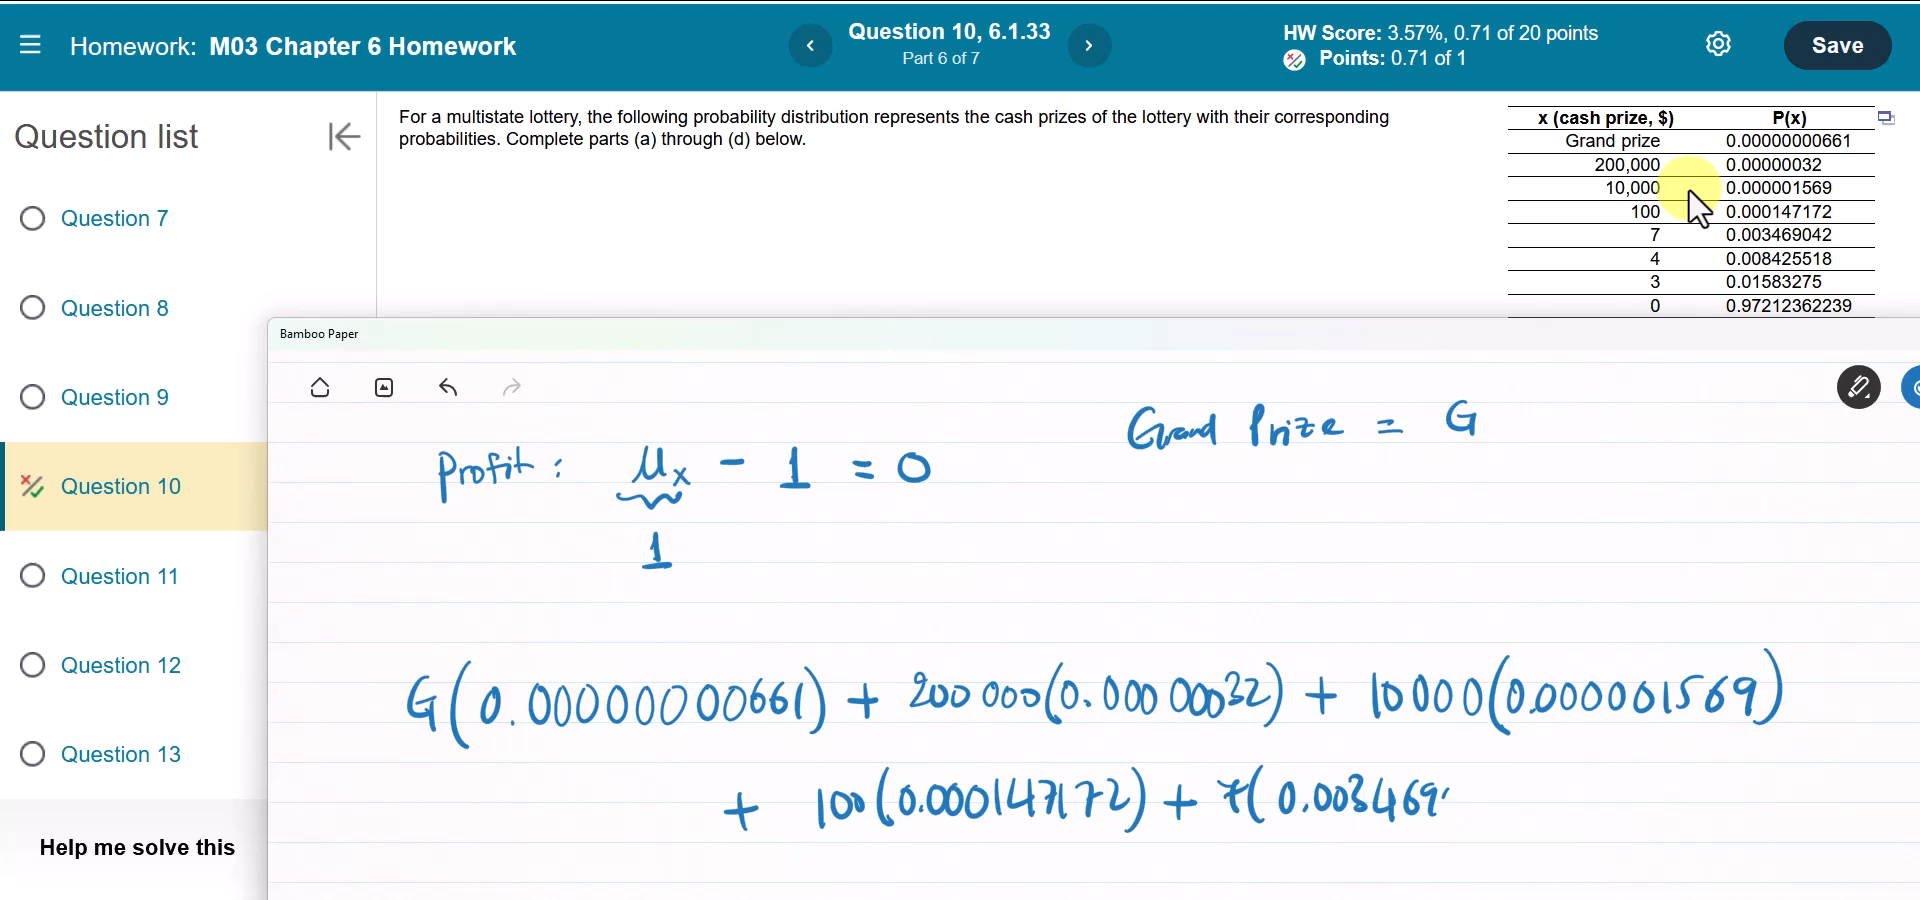 Homework: M03 Chapter 6 Homework
Question 10, 6.1.33
Part 6 of 7
HW Score: 3.57%, 0.71 of 20 points
Points: 0.71 of 1
Save
Question list
Question 7
Question 8
Question 9
Question 10
Question 11
Question 12
Question 13
Help me solve this
For a multistate lottery, the following probability distribution represents the cash prizes of the lottery with their corresponding
probabilities. Complete parts (a) through (d) below.
x (cash prize, $) P(x)
Grand prize 0.00000000661
200,000 0.00000032
10,000 0.000001569
100 0.000147172
7 0.003469042
4 0.008425518
3 0.01583275
0 0.97212362239
Bamboo Paper
Grand Prize = G
Profit: μx - 1 = 0
1
G(0.00000000661) + 200 000(0.00000032) + 10000(0.000001569)
+ 100(0.000147172) + 7(0.003469